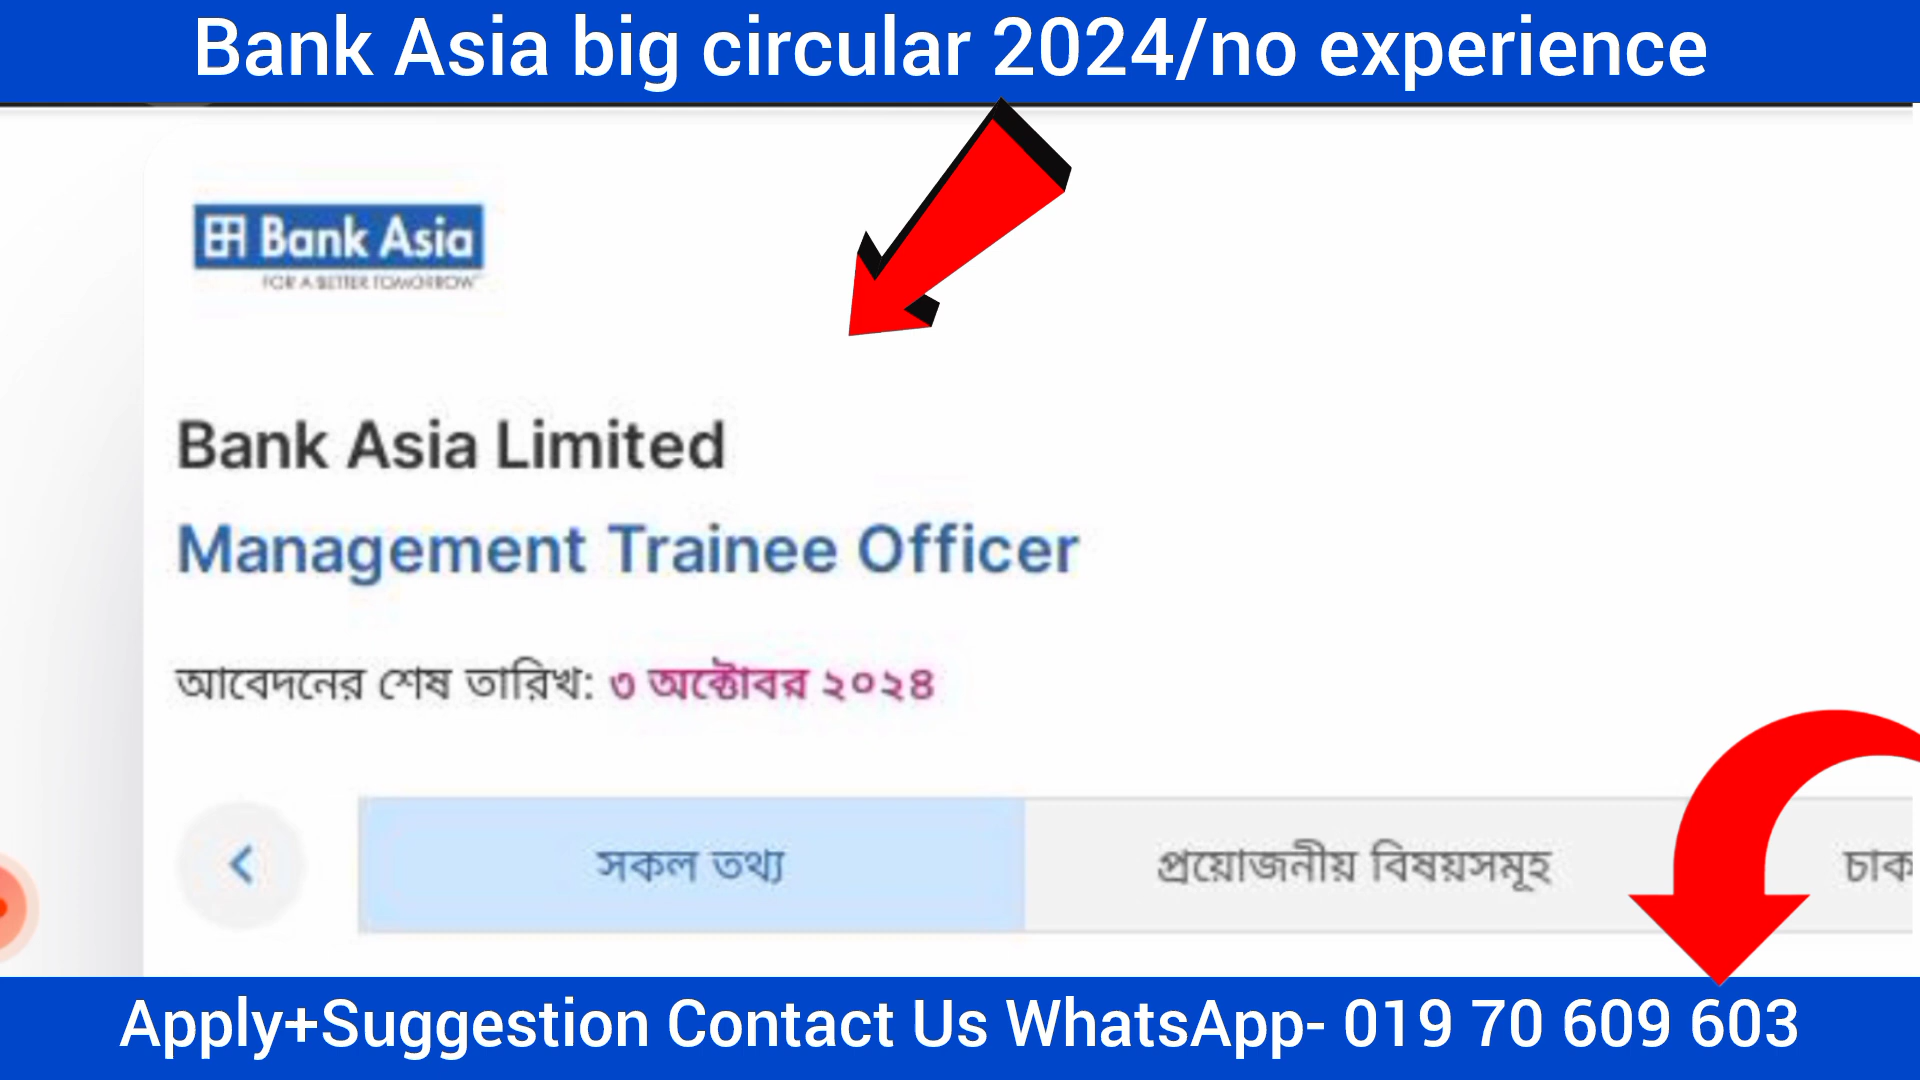 Bank Asia big circular 2024/no experience
Bank Asia
FOR A BETTER TOMORROW
Bank Asia Limited
Management Trainee Officer
আবেদনের শেষ তারিখ: ৩ অক্টোবর ২০২৪
সকল তথ্য
প্রয়োজনীয় বিষয়সমূহ
চাক
Apply+Suggestion Contact Us WhatsApp- 019 70 609 603